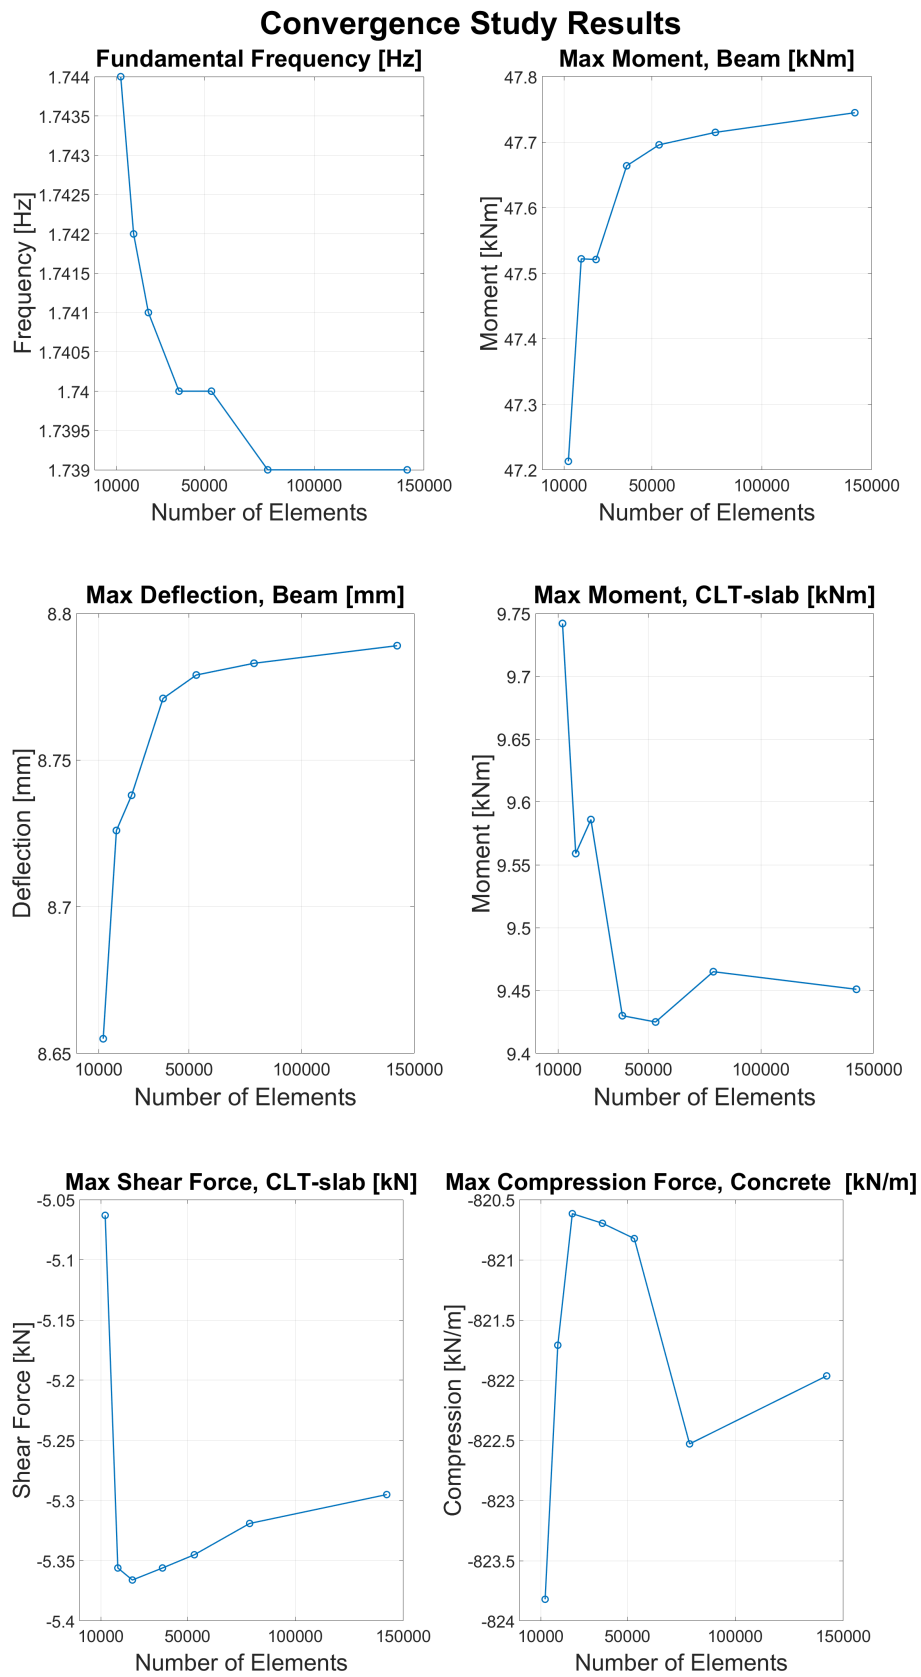 Convergence Study Results
Fundamental Frequency [Hz]
1.744
1.7435
1.743
1.7425
1.742
1.7415
1.741
1.7405
1.74
1.7395
1.739
Frequency [Hz]
10000 50000 100000 150000
Number of Elements
Max Moment, Beam [kNm]
47.8
47.7
47.6
47.5
47.4
47.3
47.2
Moment [kNm]
10000 50000 100000 150000
Number of Elements
Max Deflection, Beam [mm]
8.8
8.75
8.7
8.65
Deflection [mm]
10000 50000 100000 150000
Number of Elements
Max Moment, CLT-slab [kNm]
9.75
9.7
9.65
9.6
9.55
9.5
9.45
9.4
Moment [kNm]
10000 50000 100000 150000
Number of Elements
Max Shear Force, CLT-slab [kN]
-5.05
-5.1
-5.15
-5.2
-5.25
-5.3
-5.35
-5.4
Shear Force [kN]
10000 50000 100000 150000
Number of Elements
Max Compression Force, Concrete [kN/m]
-820.5
-821
-821.5
-822
-822.5
-823
-823.5
-824
Compression [kN/m]
10000 50000 100000 150000
Number of Elements